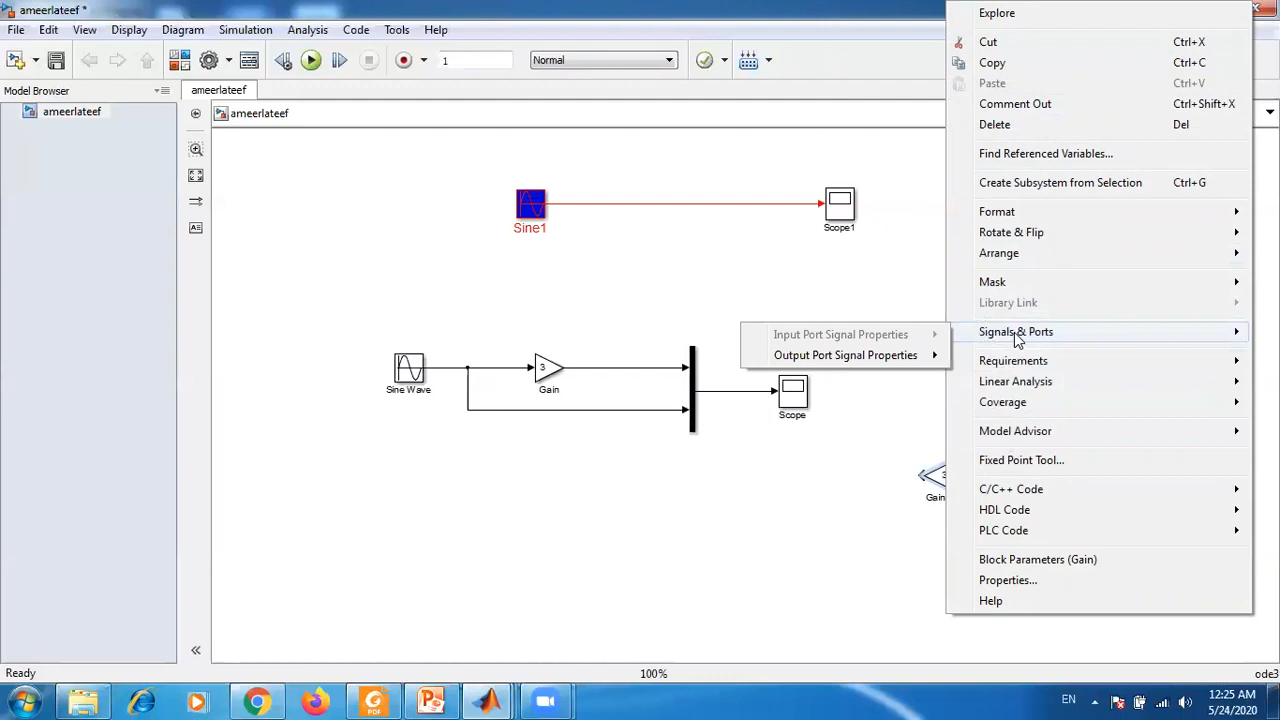 ameerlateef *
File Edit View Display Diagram Simulation Analysis Code Tools Help
1 Normal
Model Browser
ameerlateef
ameerlateef
ameerlateef
Sine1
Scope1
Sine Wave
3
Gain
Scope
Gain
Explore
Cut Ctrl+X
Copy Ctrl+C
Paste Ctrl+V
Comment Out Ctrl+Shift+X
Delete Del
Find Referenced Variables...
Create Subsystem from Selection Ctrl+G
Format
Rotate & Flip
Arrange
Mask
Library Link
Signals & Ports
Input Port Signal Properties
Output Port Signal Properties
Requirements
Linear Analysis
Coverage
Model Advisor
Fixed Point Tool...
C/C++ Code
HDL Code
PLC Code
Block Parameters (Gain)
Properties...
Help
Ready 100% ode3
PDF
EN
12:25 AM
5/24/2020